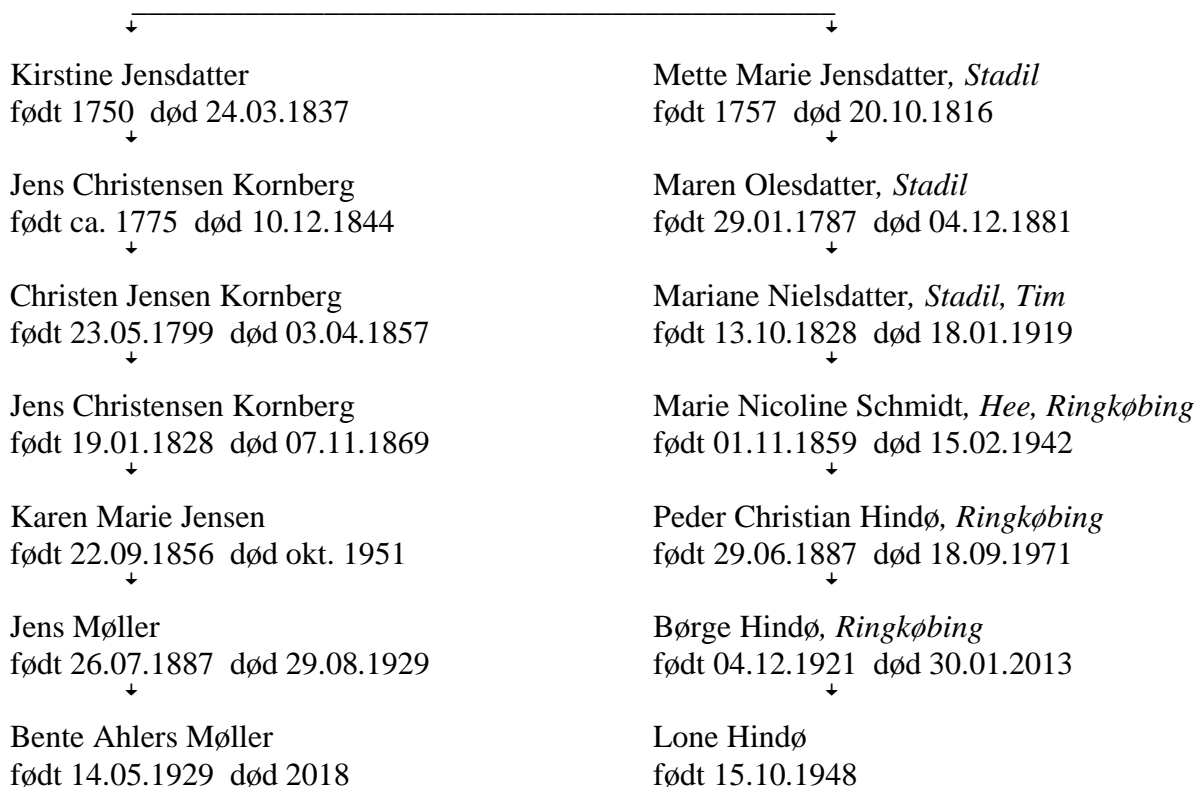 Kirstine Jensdatter
født 1750 død 24.03.1837
Jens Christensen Kornberg
født ca. 1775 død 10.12.1844
Christen Jensen Kornberg
født 23.05.1799 død 03.04.1857
Jens Christensen Kornberg
født 19.01.1828 død 07.11.1869
Karen Marie Jensen
født 22.09.1856 død okt. 1951
Jens Møller
født 26.07.1887 død 29.08.1929
Bente Ahlers Møller
født 14.05.1929 død 2018
Mette Marie Jensdatter, Stadil
født 1757 død 20.10.1816
Maren Olesdatter, Stadil
født 29.01.1787 død 04.12.1881
Mariane Nielsdatter, Stadil, Tim
født 13.10.1828 død 18.01.1919
Marie Nicoline Schmidt, Hee, Ringkøbing
født 01.11.1859 død 15.02.1942
Peder Christian Hindø, Ringkøbing
født 29.06.1887 død 18.09.1971
Børge Hindø, Ringkøbing
født 04.12.1921 død 30.01.2013
Lone Hindø
født 15.10.1948